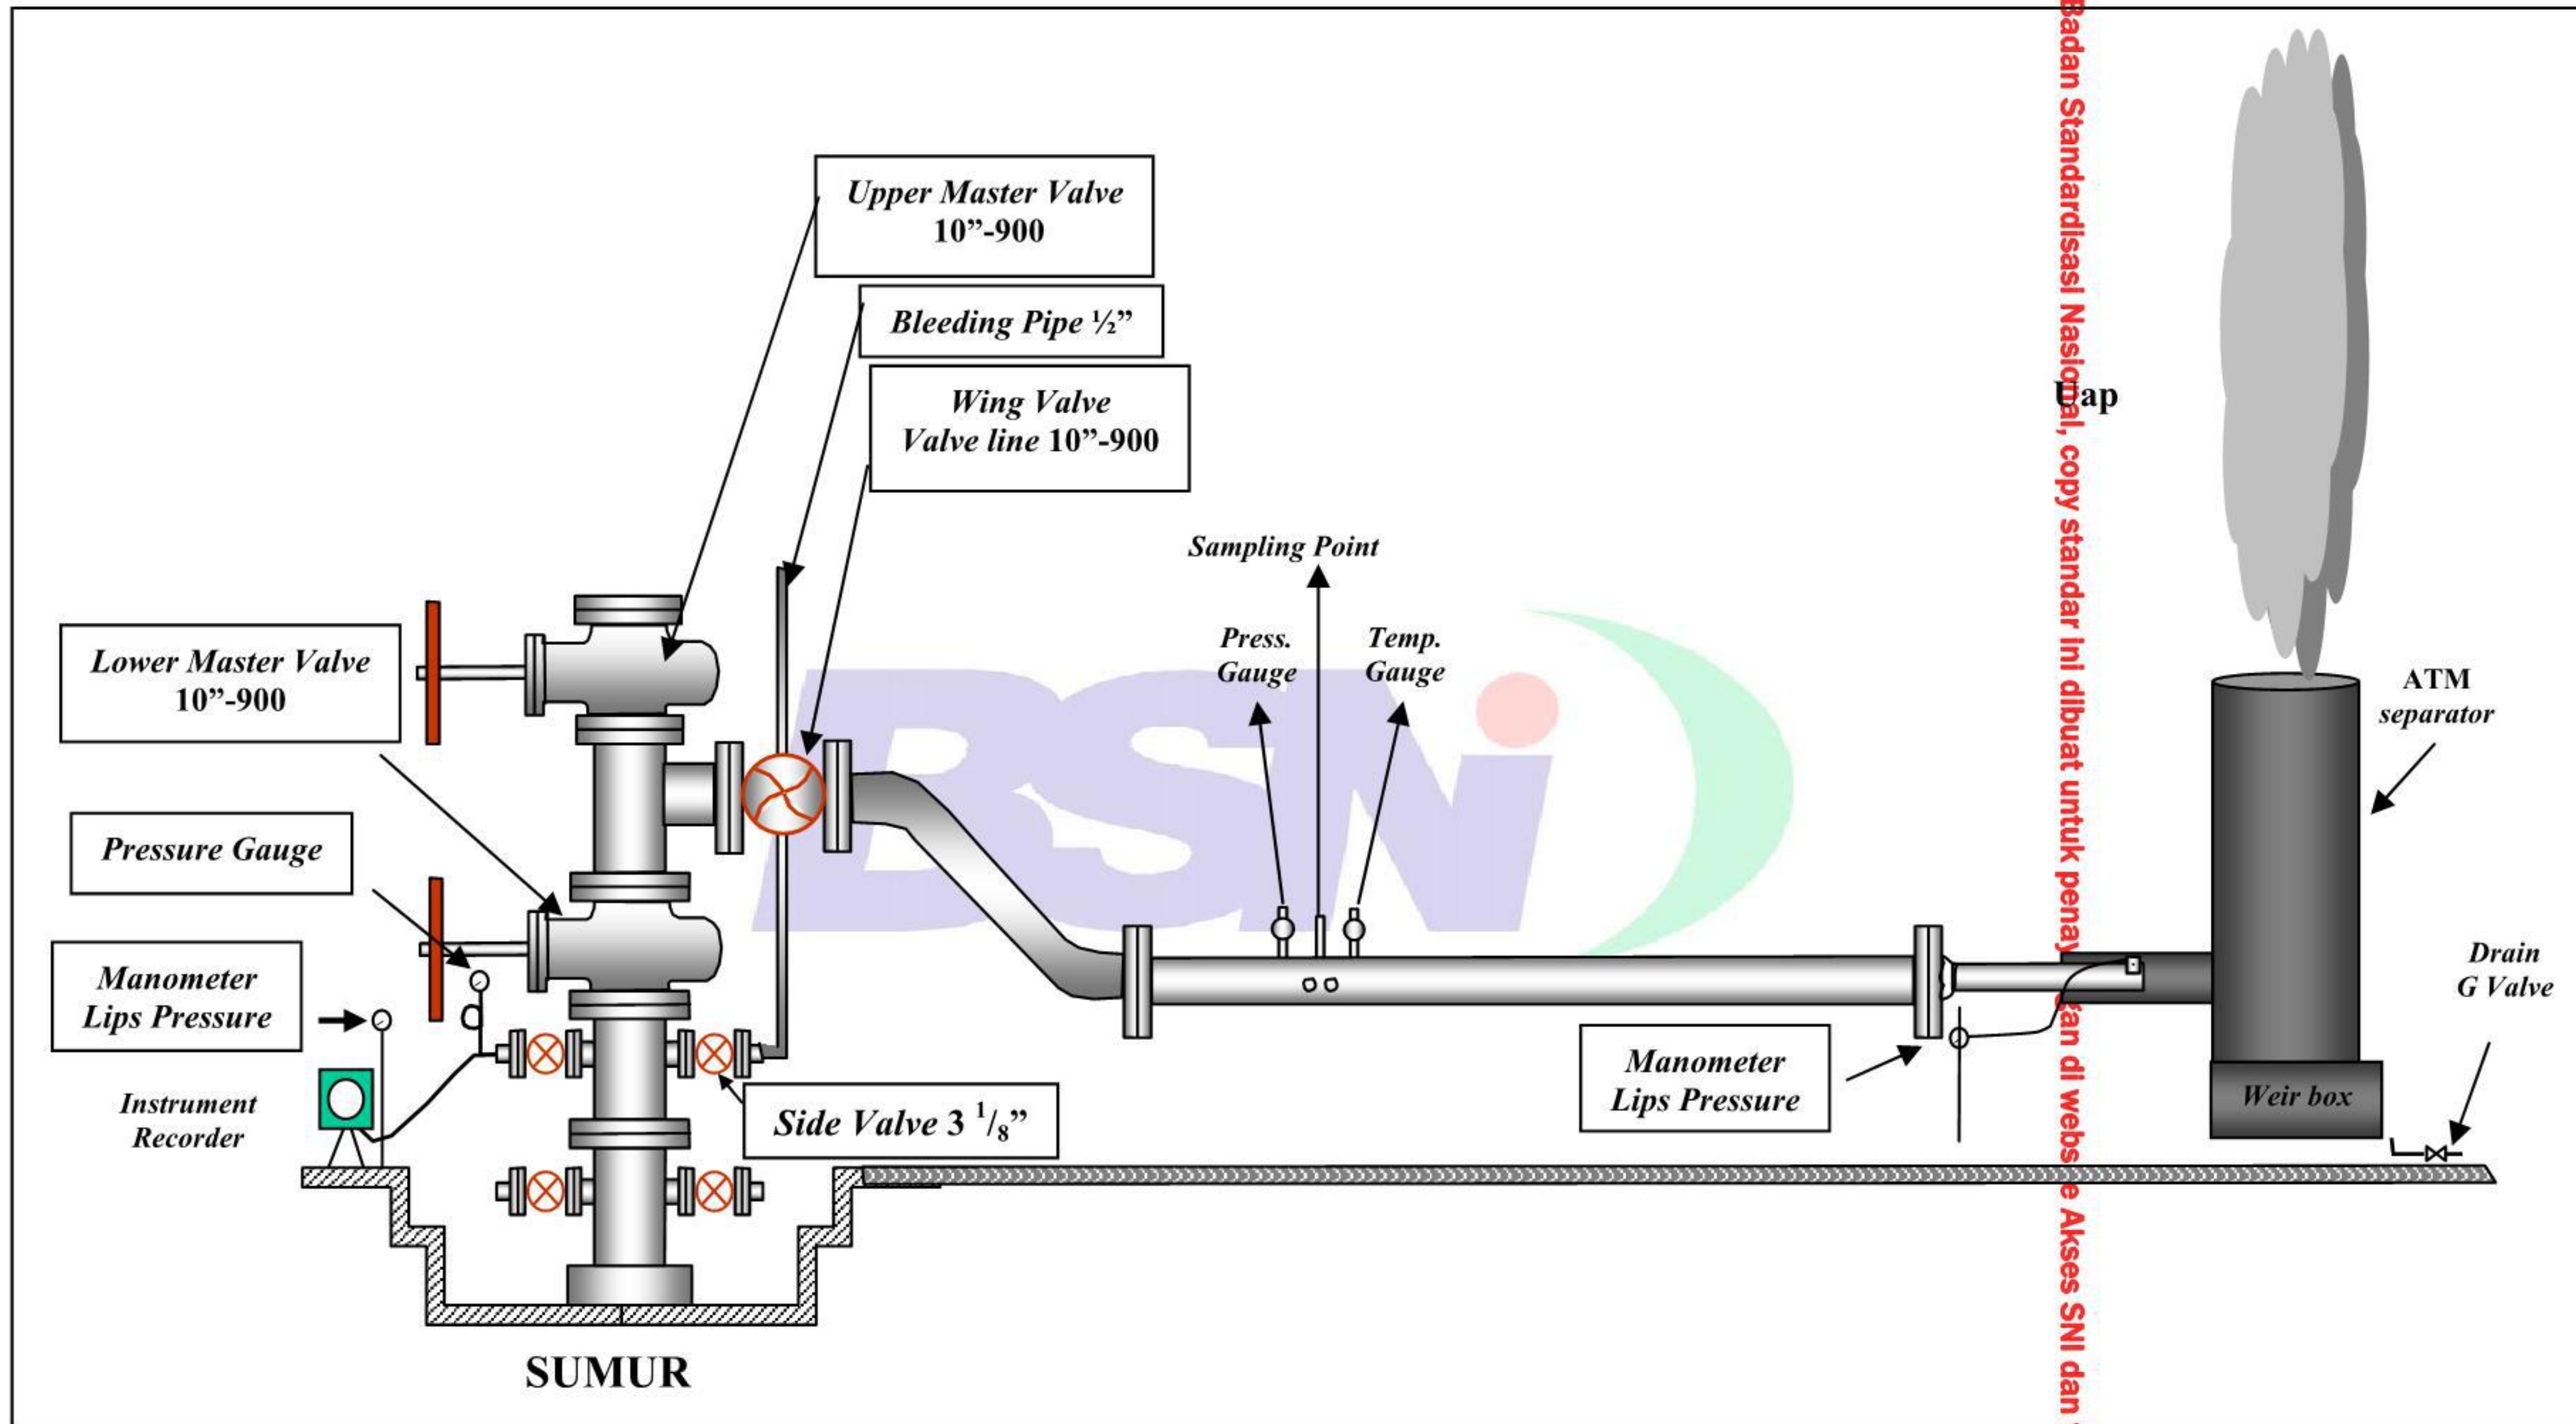 Upper Master Valve
10”-900
Bleeding Pipe ½”
Wing Valve
Valve line 10”-900
Uap
Sampling Point
Press.
Gauge
Temp.
Gauge
Lower Master Valve
10”-900
ATM
separator
Pressure Gauge
Manometer
Lips Pressure
Drain
G Valve
Instrument
Recorder
Side Valve 3 1/8”
Manometer
Lips Pressure
Weir box
SUMUR
BSN
Badan Standardisasi Nasional, copy standar ini dibuat untuk penayangan di website Akses SNI dan